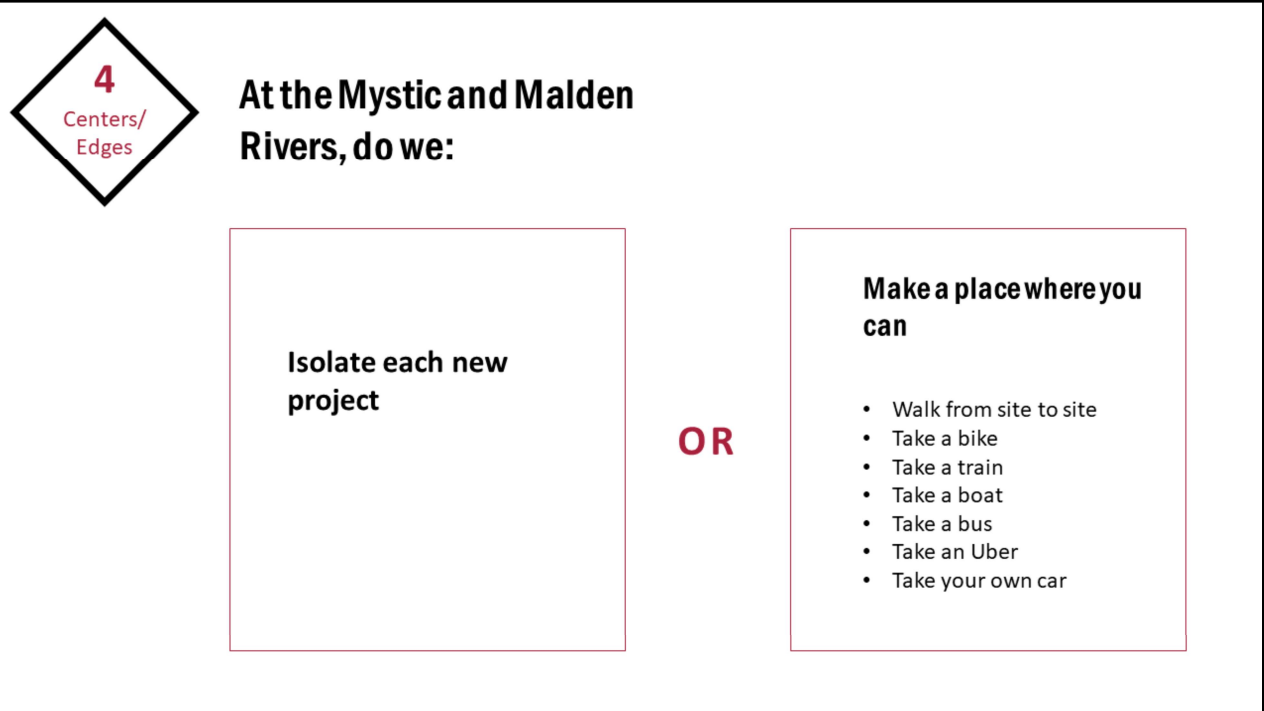 4
Centers/
Edges
At the Mystic and Malden
Rivers, do we:
Isolate each new
project
OR
Make a place where you
can
• Walk from site to site
• Take a bike
• Take a train
• Take a boat
• Take a bus
• Take an Uber
• Take your own car